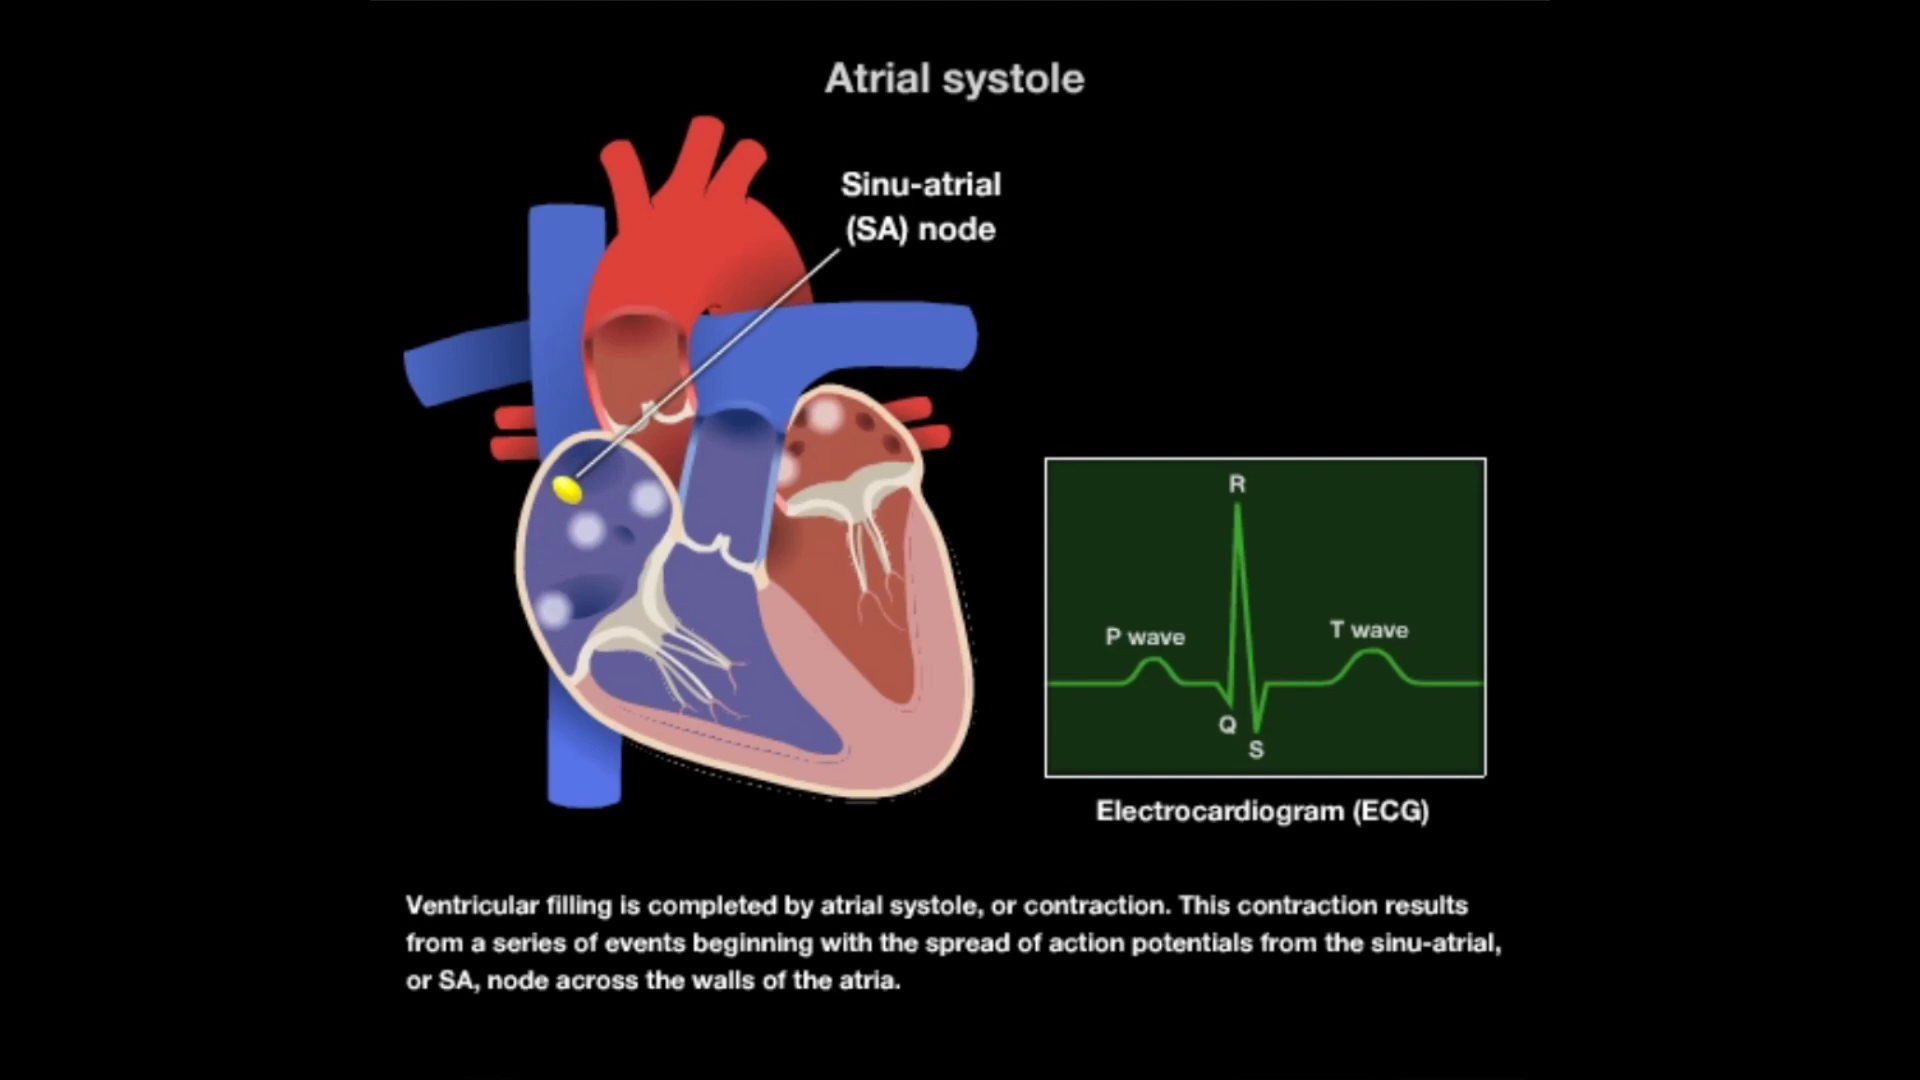 Atrial systole
Sinu-atrial
(SA) node
R
P wave
T wave
Q
S
Electrocardiogram (ECG)
Ventricular filling is completed by atrial systole, or contraction. This contraction results
from a series of events beginning with the spread of action potentials from the sinu-atrial,
or SA, node across the walls of the atria.